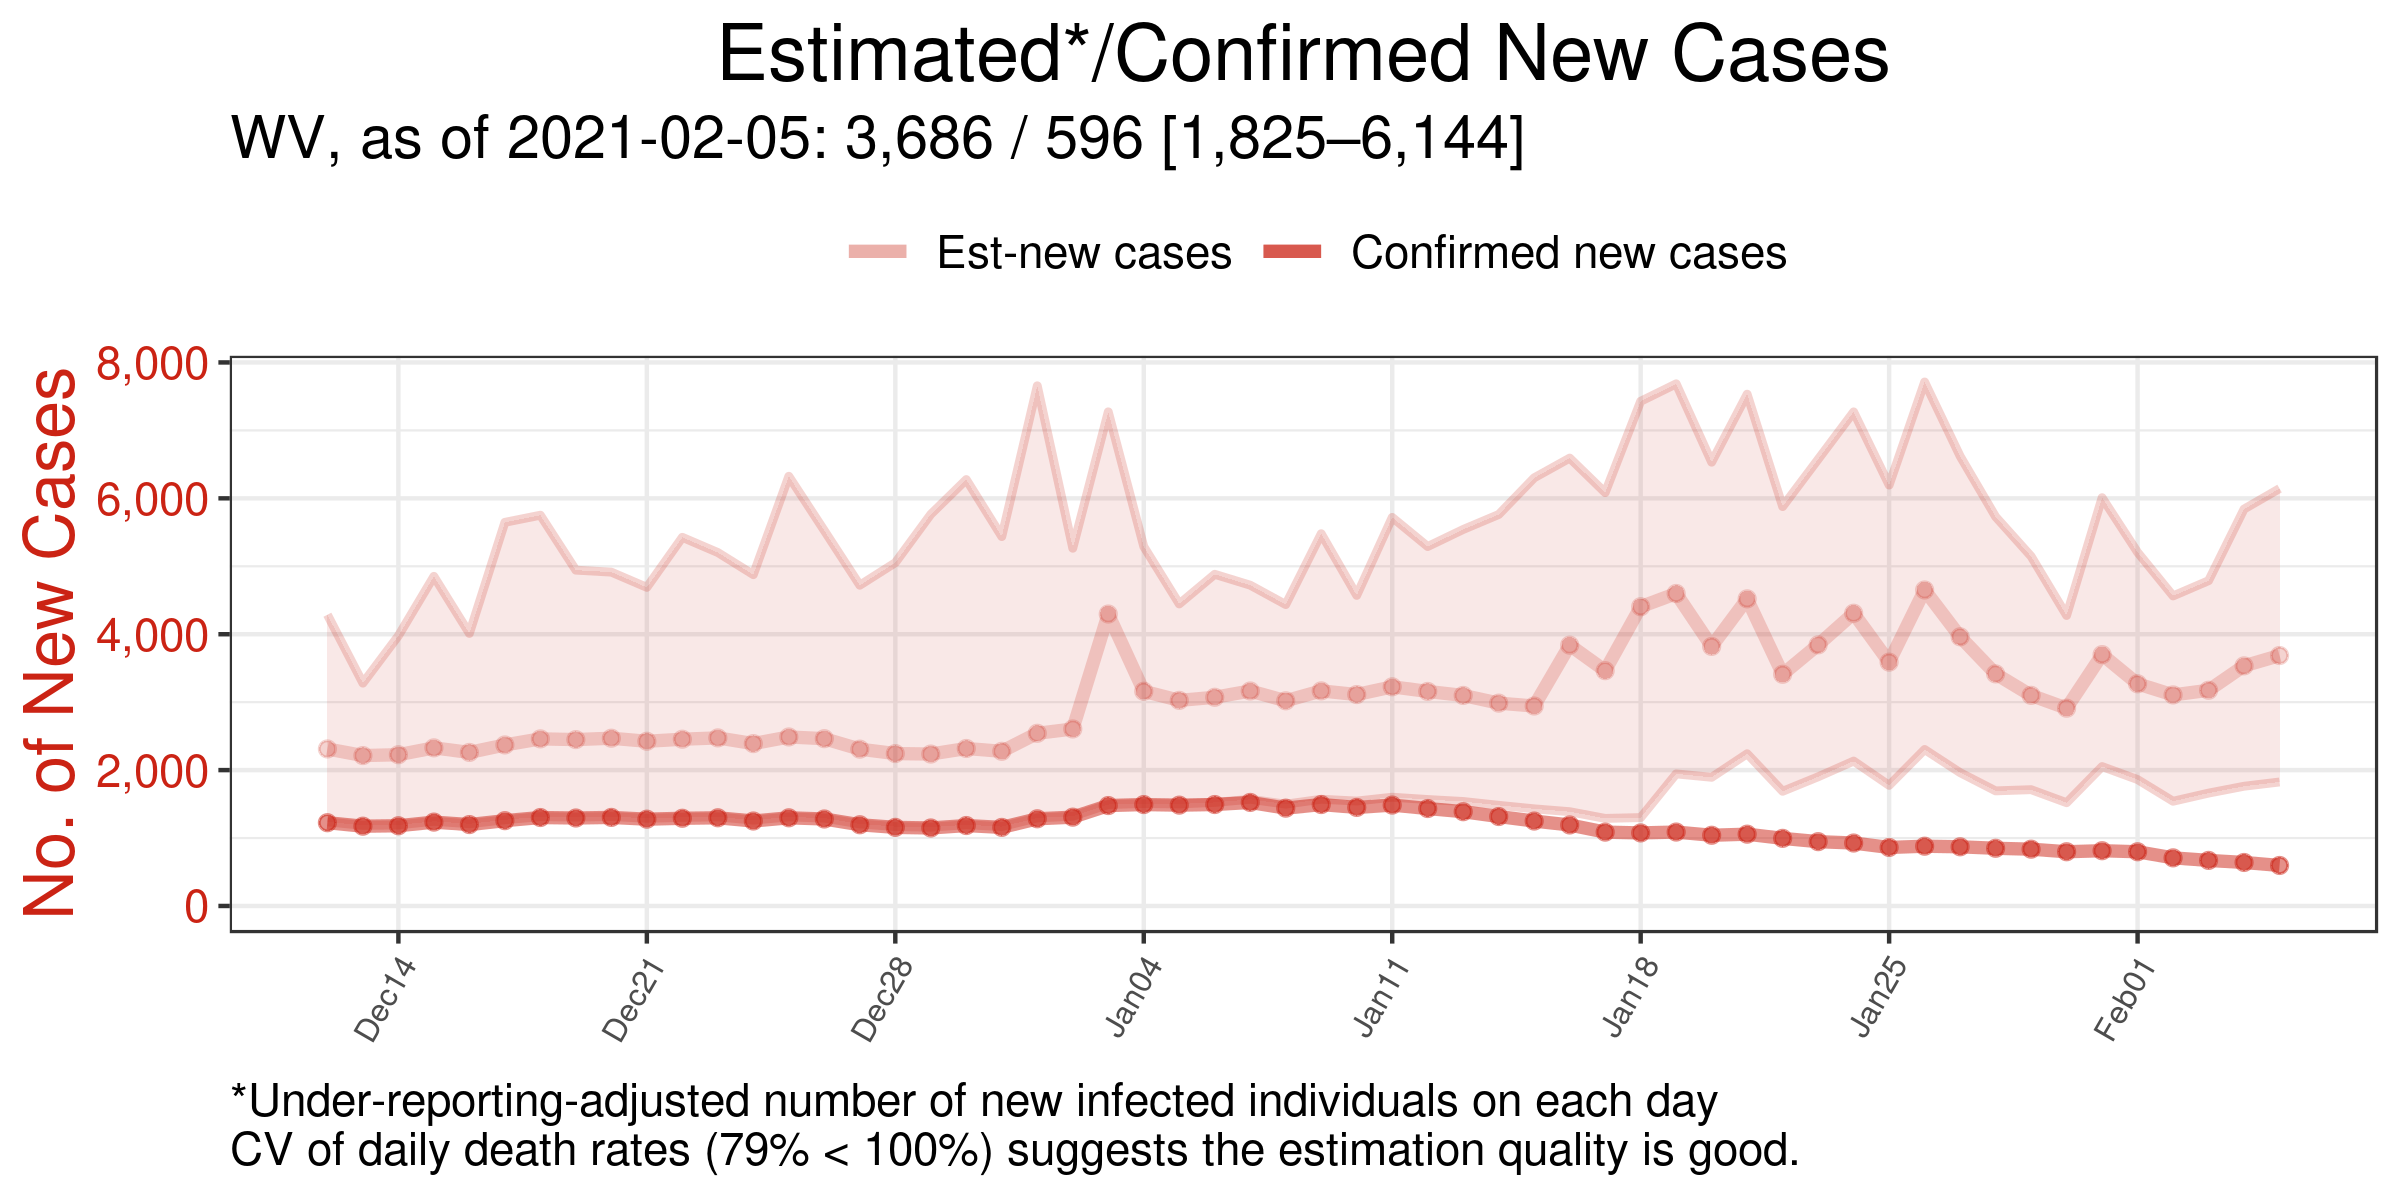 Estimated*/Confirmed New Cases
WV, as of 2021-02-05: 3,686 / 596 [1,825–6,144]
Est-new cases
Confirmed new cases
No. of New Cases
8,000
6,000
4,000
2,000
0
Dec14
Dec21
Dec28
Jan04
Jan11
Jan18
Jan25
Feb01
*Under-reporting-adjusted number of new infected individuals on each day
CV of daily death rates (79% < 100%) suggests the estimation quality is good.